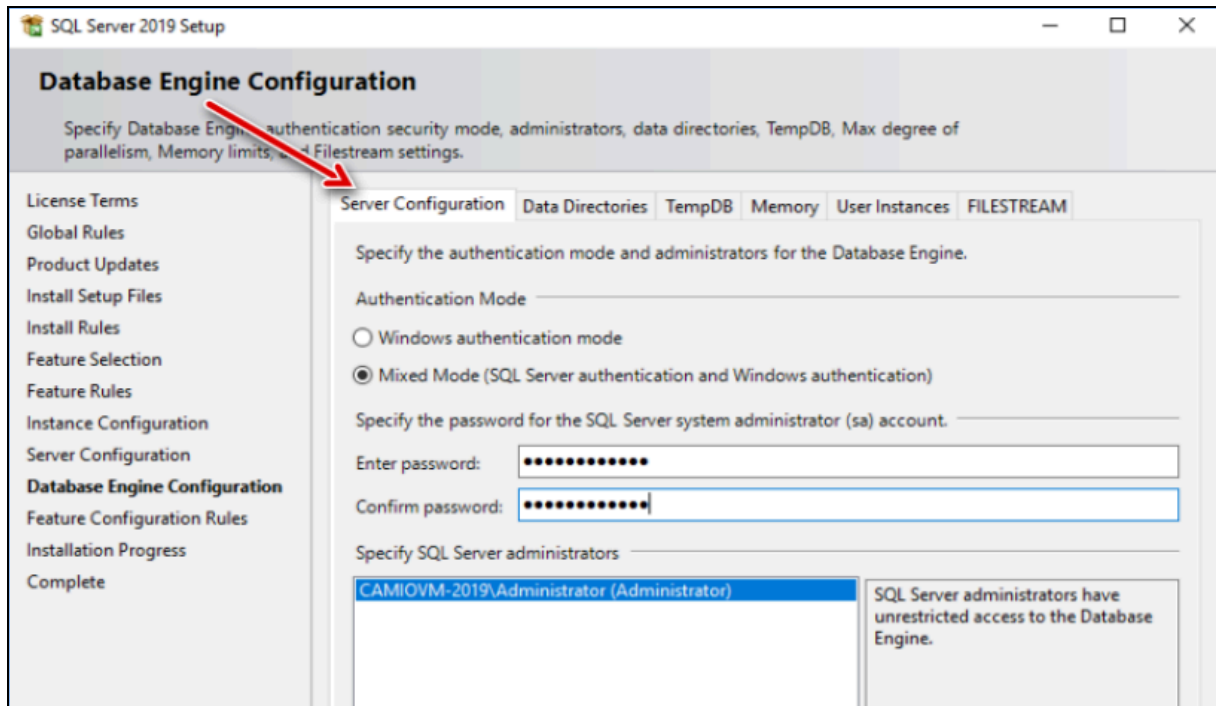 SQL Server 2019 Setup
Database Engine Configuration
Specify Database Engine authentication security mode, administrators, data directories, TempDB, Max degree of
parallelism, Memory limits, and Filestream settings.
License Terms
Global Rules
Product Updates
Install Setup Files
Install Rules
Feature Selection
Feature Rules
Instance Configuration
Server Configuration
Database Engine Configuration
Feature Configuration Rules
Installation Progress
Complete
Server Configuration Data Directories TempDB Memory User Instances FILESTREAM
Specify the authentication mode and administrators for the Database Engine.
Authentication Mode
Windows authentication mode
Mixed Mode (SQL Server authentication and Windows authentication)
Specify the password for the SQL Server system administrator (sa) account.
Enter password: ●●●●●●●●●●●●
Confirm password: ●●●●●●●●●●●●
Specify SQL Server administrators
CAMIOVM-2019\Administrator (Administrator)
SQL Server administrators have
unrestricted access to the Database
Engine.